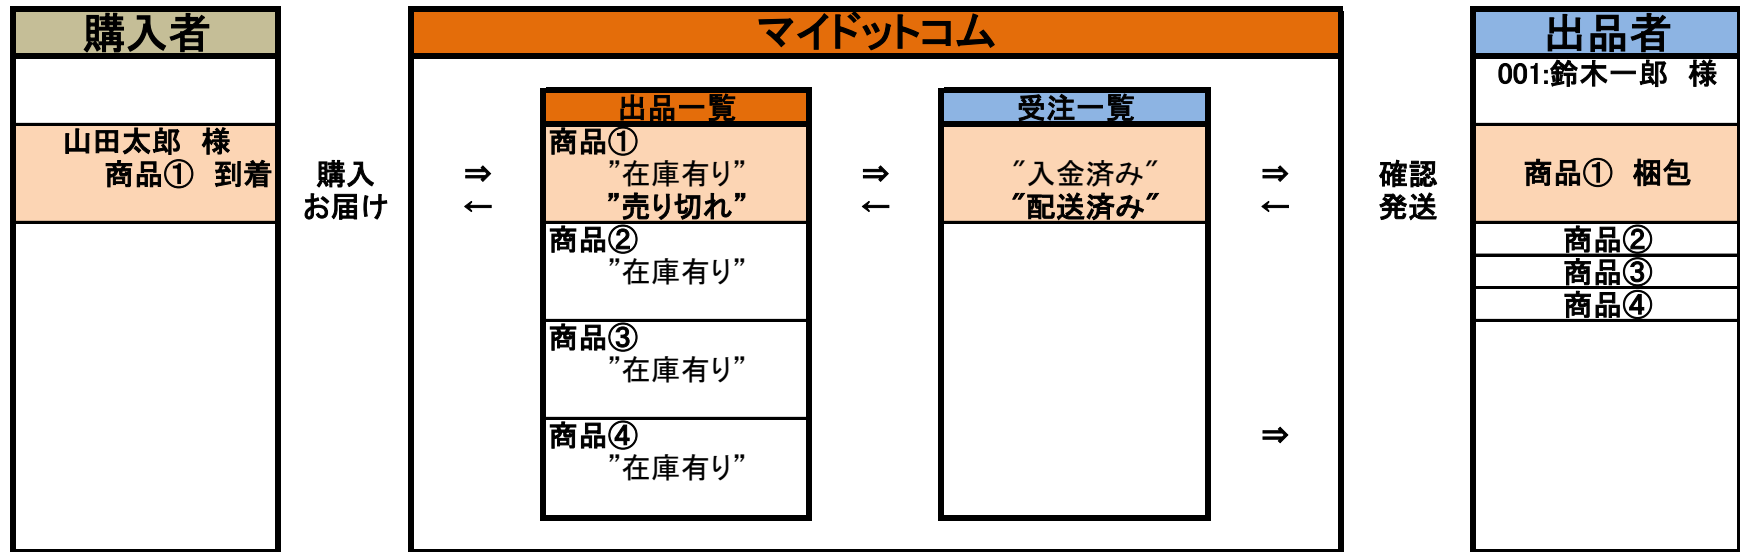 購入者
マイドットコム
出品者
001:鈴木一郎　様
出品一覧
受注一覧
山田太郎　様
商品①　到着
購入
お届け
⇒
←
商品①
”在庫有り”
”売り切れ”
⇒
←
″入金済み″
″配送済み″
⇒
←
確認
発送
商品①　梱包
商品②
”在庫有り”
商品③
”在庫有り”
商品④
”在庫有り”
⇒
商品②
商品③
商品④